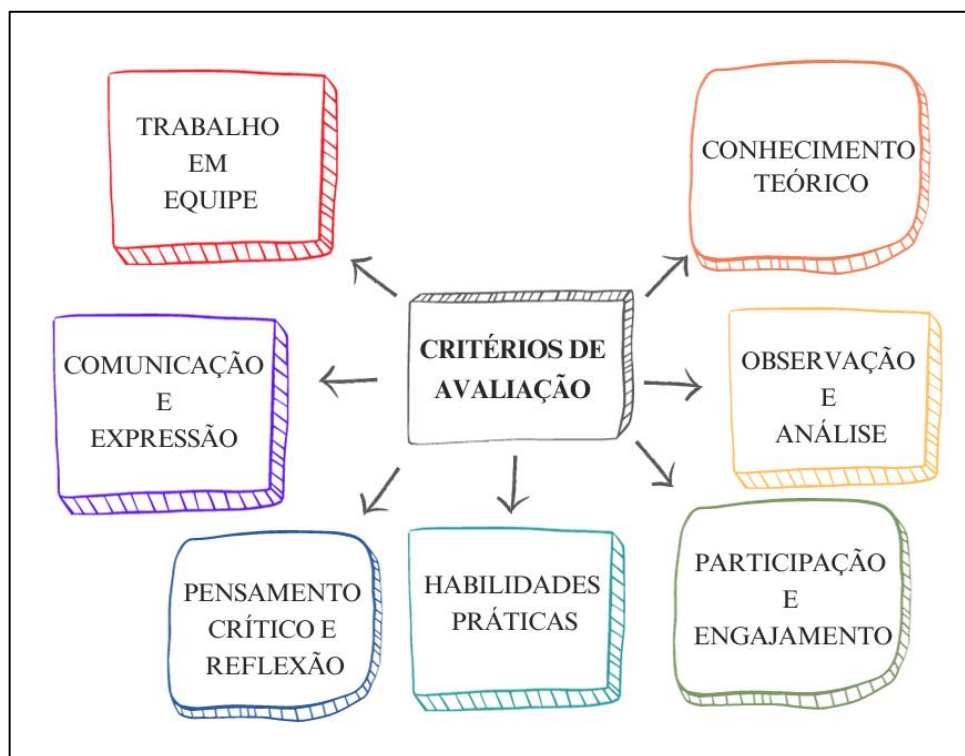 TRABALHO
EM
EQUIPE
CONHECIMENTO
TEÓRICO
CRITÉRIOS DE
AVALIAÇÃO
COMUNICAÇÃO
E
EXPRESSÃO
OBSERVAÇÃO
E
ANÁLISE
PENSAMENTO
CRÍTICO E
REFLEXÃO
HABILIDADES
PRÁTICAS
PARTICIPAÇÃO
E
ENGAJAMENTO